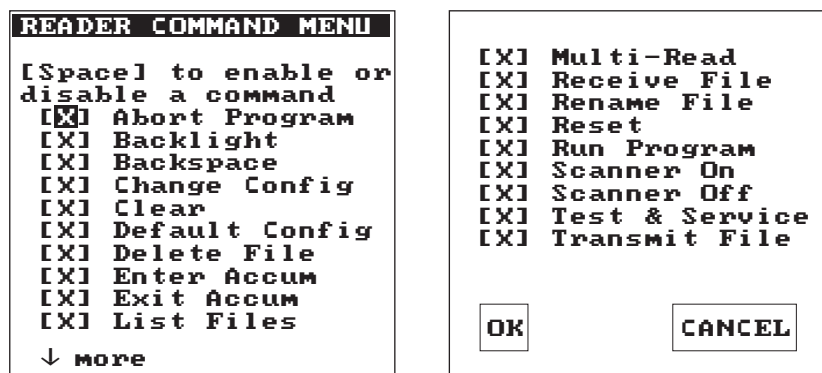 READER COMMAND MENU
[Space] to enable or
disable a command
[X] Abort Program
[X] Backlight
[X] Backspace
[X] Change Config
[X] Clear
[X] Default Config
[X] Delete File
[X] Enter Accum
[X] Exit Accum
[X] List Files
↓ more
[X] Multi-Read
[X] Receive File
[X] Rename File
[X] Reset
[X] Run Program
[X] Scanner On
[X] Scanner Off
[X] Test & Service
[X] Transmit File
OK CANCEL